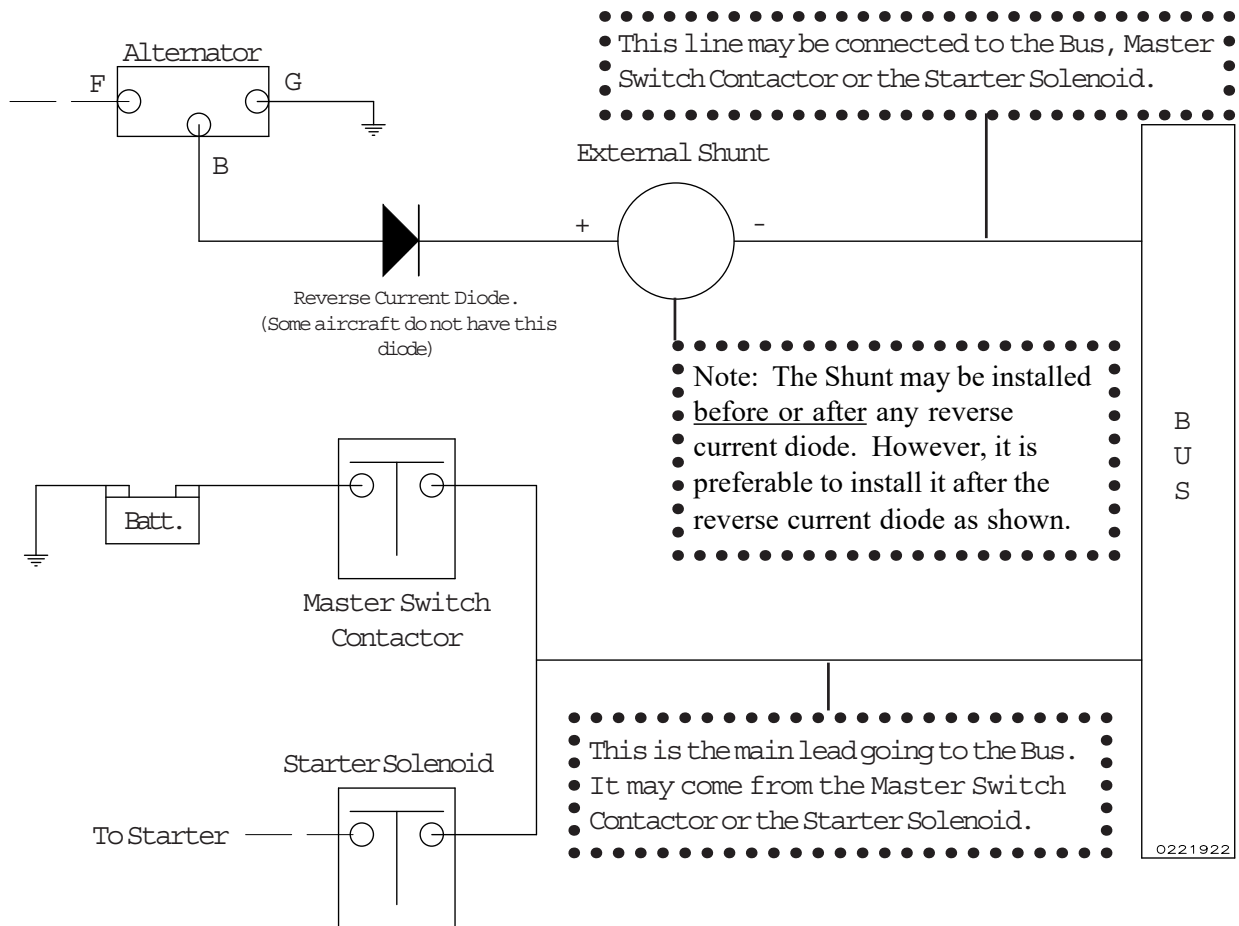 This line may be connected to the Bus, Master
Switch Contactor or the Starter Solenoid.
Alternator
F
G
B
External Shunt
+
-
Reverse Current Diode.
(Some aircraft do not have this
diode)
Note: The Shunt may be installed
before or after any reverse
current diode. However, it is
preferable to install it after the
reverse current diode as shown.
B
U
S
Batt.
Master Switch
Contactor
This is the main lead going to the Bus.
It may come from the Master Switch
Contactor or the Starter Solenoid.
Starter Solenoid
To Starter
0221922